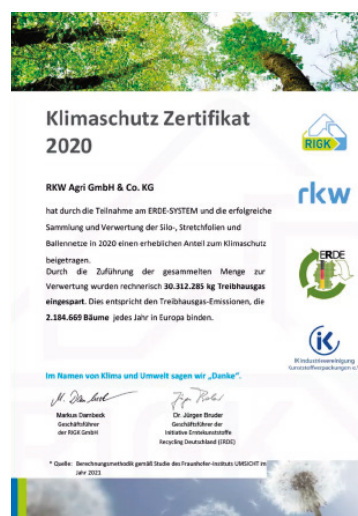 Klimaschutz Zertifikat
2020
RIGK
RKW Agri GmbH & Co. KG
rkw
hat durch die Teilnahme am ERDE-SYSTEM und die erfolgreiche
Sammlung und Verwertung der Silo-, Stretchfolien und
Ballennetze in 2020 einen erheblichen Anteil zum Klimaschutz
beigetragen.
Durch die Zuführung der gesammelten Menge zur
Verwertung wurden rechnerisch 30.312.285 kg Treibhausgas
eingespart. Dies entspricht den Treibhausgas-Emissionen, die
2.184.669 Bäume jedes Jahr in Europa binden.
ERDE
IK Industrievereinigung
Kunststoffverpackungen e.V.
Im Namen von Klima und Umwelt sagen wir „Danke“.
Markus Dambeck
Geschäftsführer
der RIGK GmbH
Dr. Jürgen Bruder
Geschäftsführer der
Initiative Erntekunststoffe
Recycling Deutschland (ERDE)
* Quelle: Berechnungsmethodik gemäß Studie des Fraunhofer-Instituts UMSICHT im
Jahr 2021